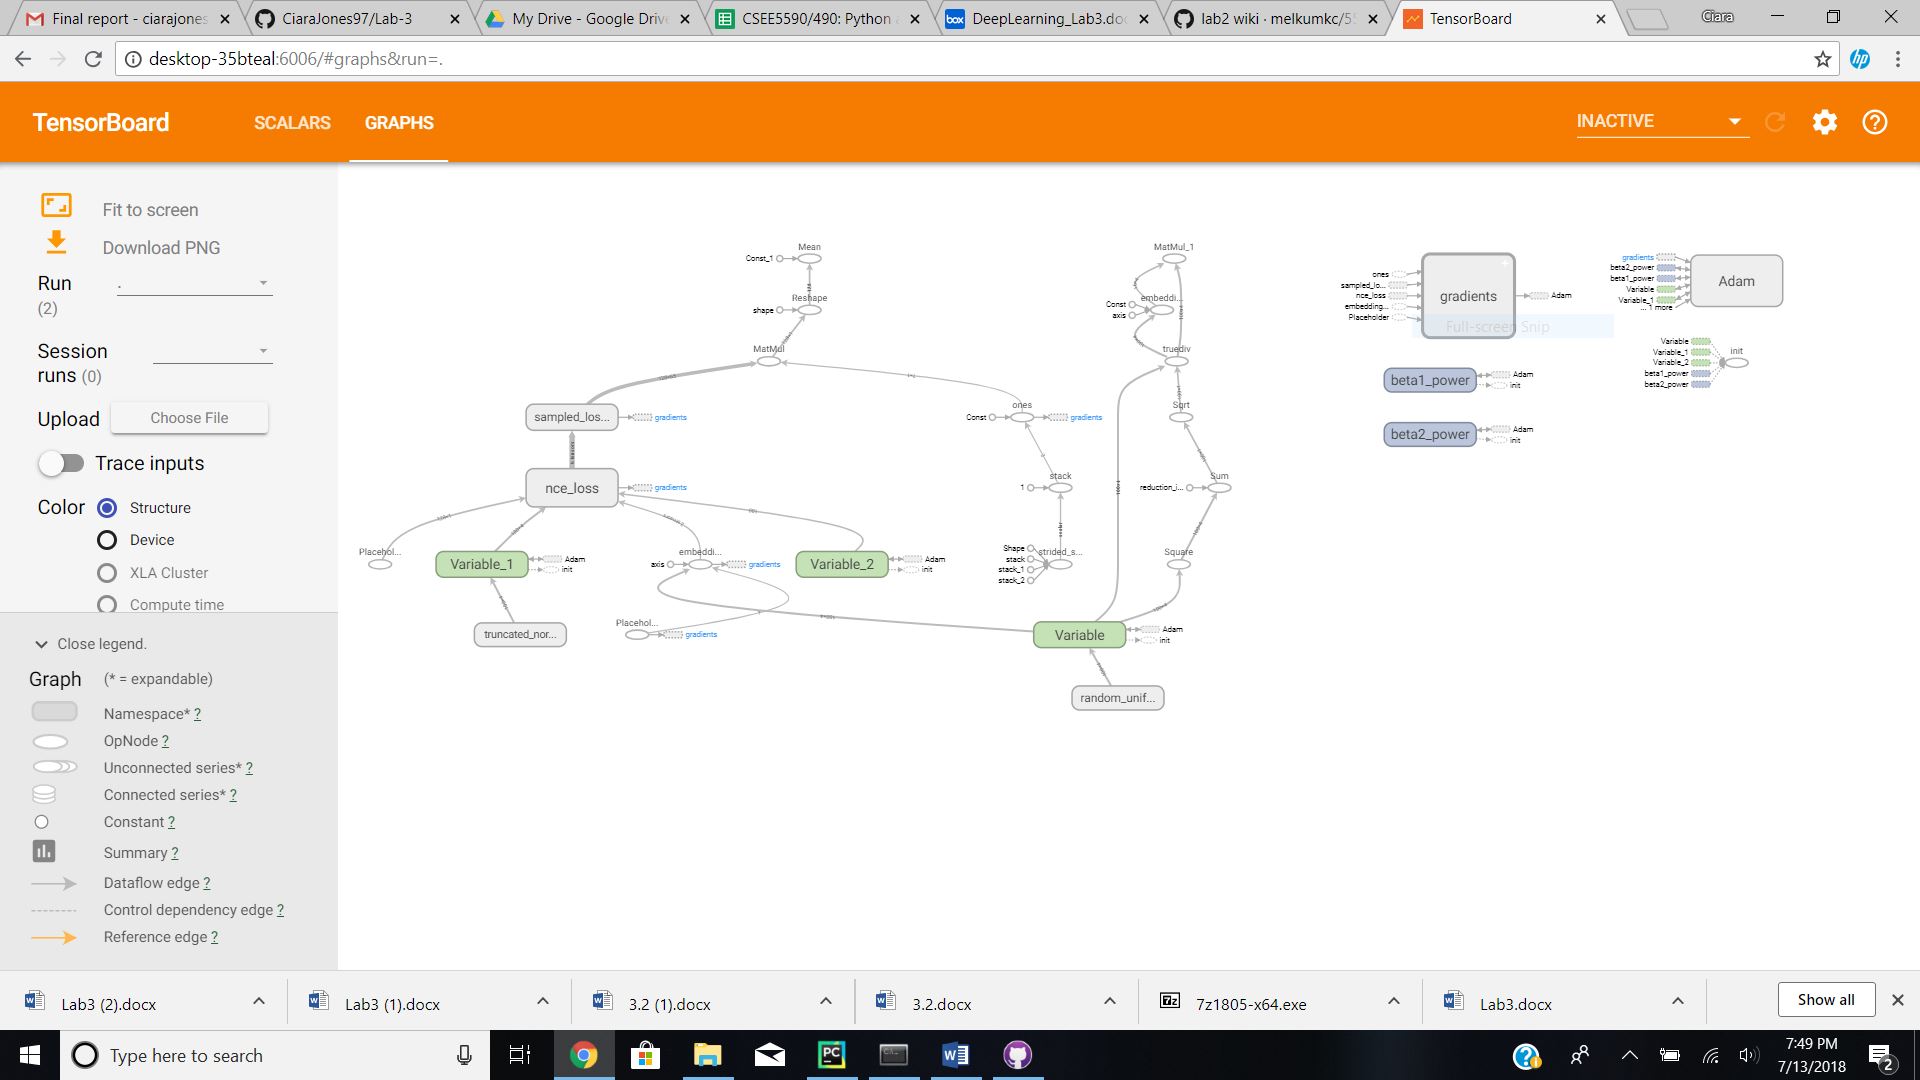 Final report - ciarajones
CiaraJones97/Lab-3
My Drive - Google Drive
CSEE5590/490: Python a
DeepLearning_Lab3.do
lab2 wiki · melkumkc/5
TensorBoard
Ciara
desktop-35bteal:6006/#graphs&run=.
TensorBoard
SCALARS
GRAPHS
INACTIVE
Fit to screen
Download PNG
Run
(2)
.
Session
runs (0)
Upload
Choose File
Trace inputs
Color
Structure
Device
XLA Cluster
Compute time
Close legend.
Graph
(* = expandable)
Namespace* ?
OpNode ?
Unconnected series* ?
Connected series* ?
Constant ?
Summary ?
Dataflow edge ?
Control dependency edge ?
Reference edge ?
Mean
Const_1
Reshape
shape
MatMul
sampled_los...
gradients
nce_loss
gradients
Placehol...
Variable_1
Adam
init
truncated_nor...
embeddi...
axis
gradients
Placehol...
gradients
Variable_2
Adam
init
ones
Const
gradients
stack
1
strided_s...
Shape
stack
stack_1
stack_2
MatMul_1
embeddi...
Const
axis
truediv
Sqrt
Sum
reduction_i...
Square
Variable
Adam
init
random_unif...
gradients
ones
sampled_lo...
nce_loss
embedding...
Placeholder
Adam
Full-screen Snip
beta1_power
Adam
init
beta2_power
Adam
init
Adam
gradients
beta2_power
beta1_power
Variable
Variable_1
... 1 more
init
Variable
Variable_1
Variable_2
beta1_power
beta2_power
Lab3 (2).docx
Lab3 (1).docx
3.2 (1).docx
3.2.docx
7z1805-x64.exe
Lab3.docx
Show all
Type here to search
7:49 PM
7/13/2018
2